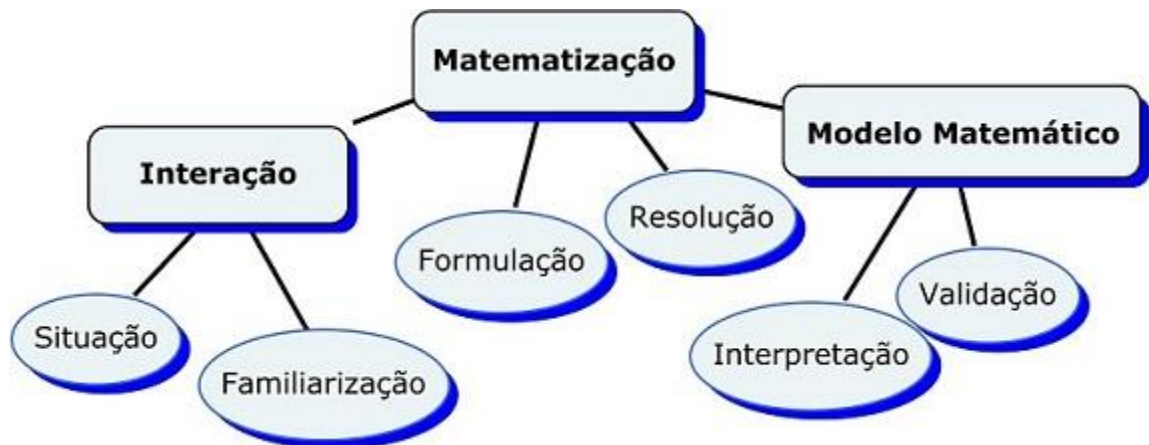 Matematização
Modelo Matemático
Interação
Resolução
Formulação
Validação
Situação
Interpretação
Familiarização